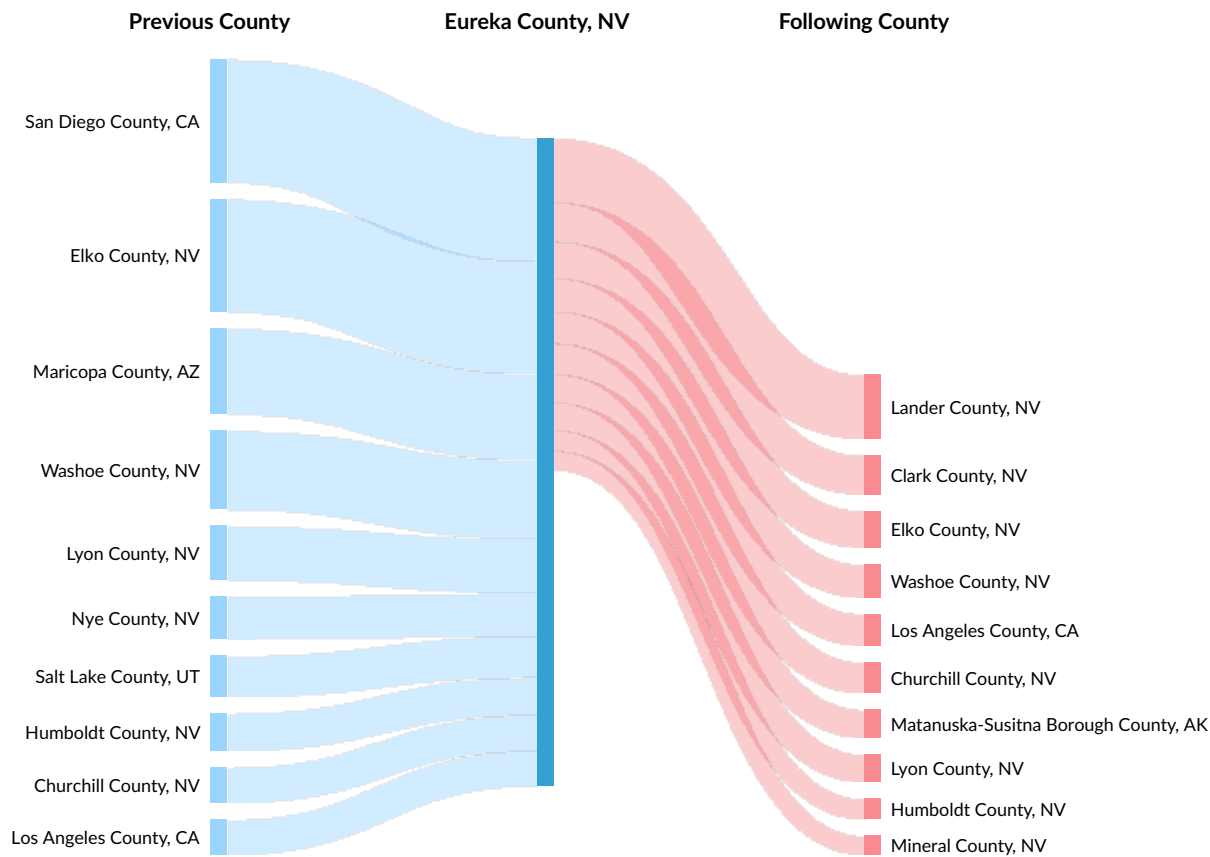 Previous County
Eureka County, NV
Following County
San Diego County, CA
Elko County, NV
Maricopa County, AZ
Washoe County, NV
Lyon County, NV
Nye County, NV
Salt Lake County, UT
Humboldt County, NV
Churchill County, NV
Los Angeles County, CA
Lander County, NV
Clark County, NV
Elko County, NV
Washoe County, NV
Los Angeles County, CA
Churchill County, NV
Matanuska-Susitna Borough County, AK
Lyon County, NV
Humboldt County, NV
Mineral County, NV